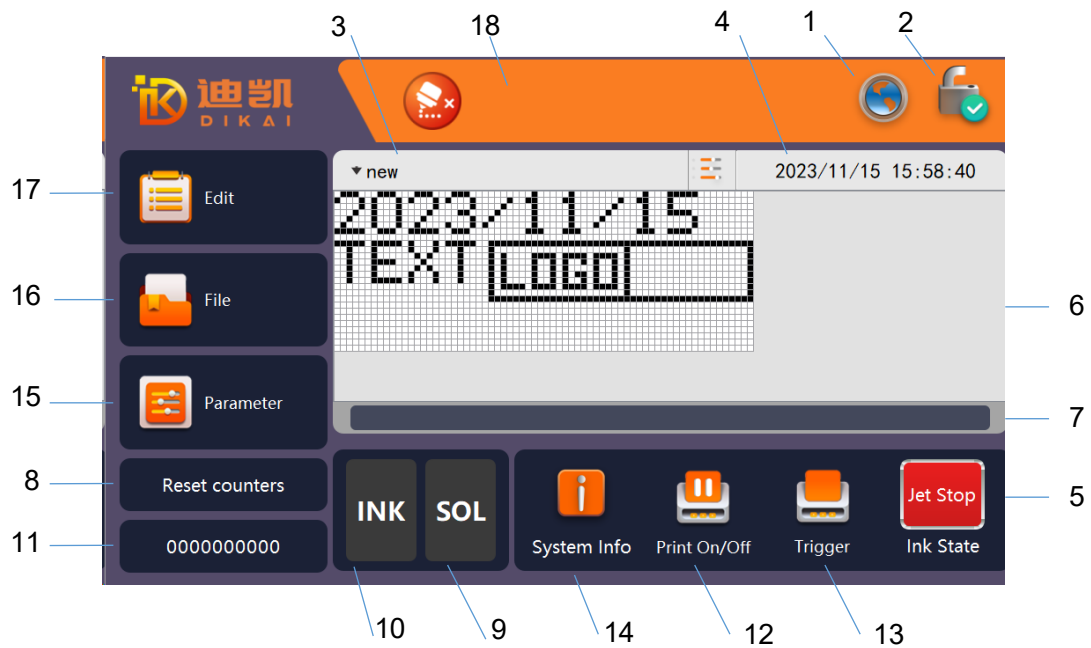 3
18
4
1
2
迪凯
DIKAI
new
2023/11/15 15:58:40
17
Edit
2023/11/15
TEXT LOGO
16
File
6
15
Parameter
7
8
Reset counters
INK
SOL
Jet Stop
5
11
0000000000
System Info
Print On/Off
Trigger
Ink State
10
9
14
12
13